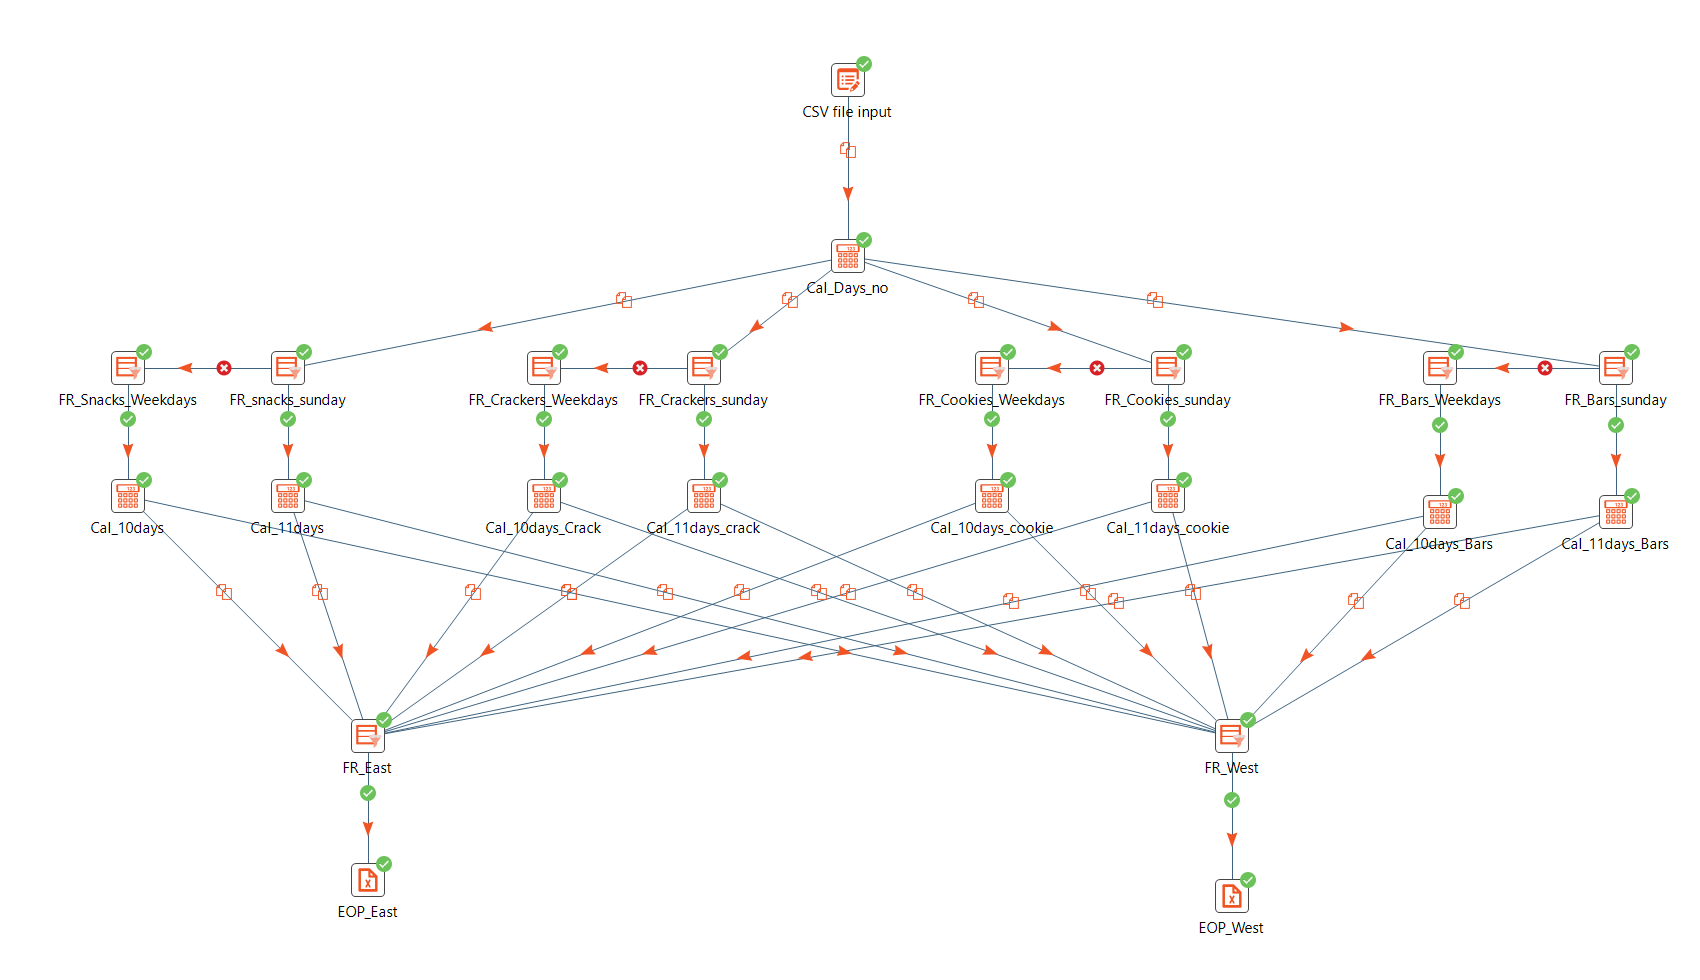 CSV file input
Cal_Days_no
FR_Snacks_Weekdays
FR_snacks_sunday
FR_Crackers_Weekdays
FR_Crackers_sunday
FR_Cookies_Weekdays
FR_Cookies_sunday
FR_Bars_Weekdays
FR_Bars_sunday
Cal_10days
Cal_11days
Cal_10days_Crack
Cal_11days_crack
Cal_10days_cookie
Cal_11days_cookie
Cal_10days_Bars
Cal_11days_Bars
FR_East
FR_West
EOP_East
EOP_West